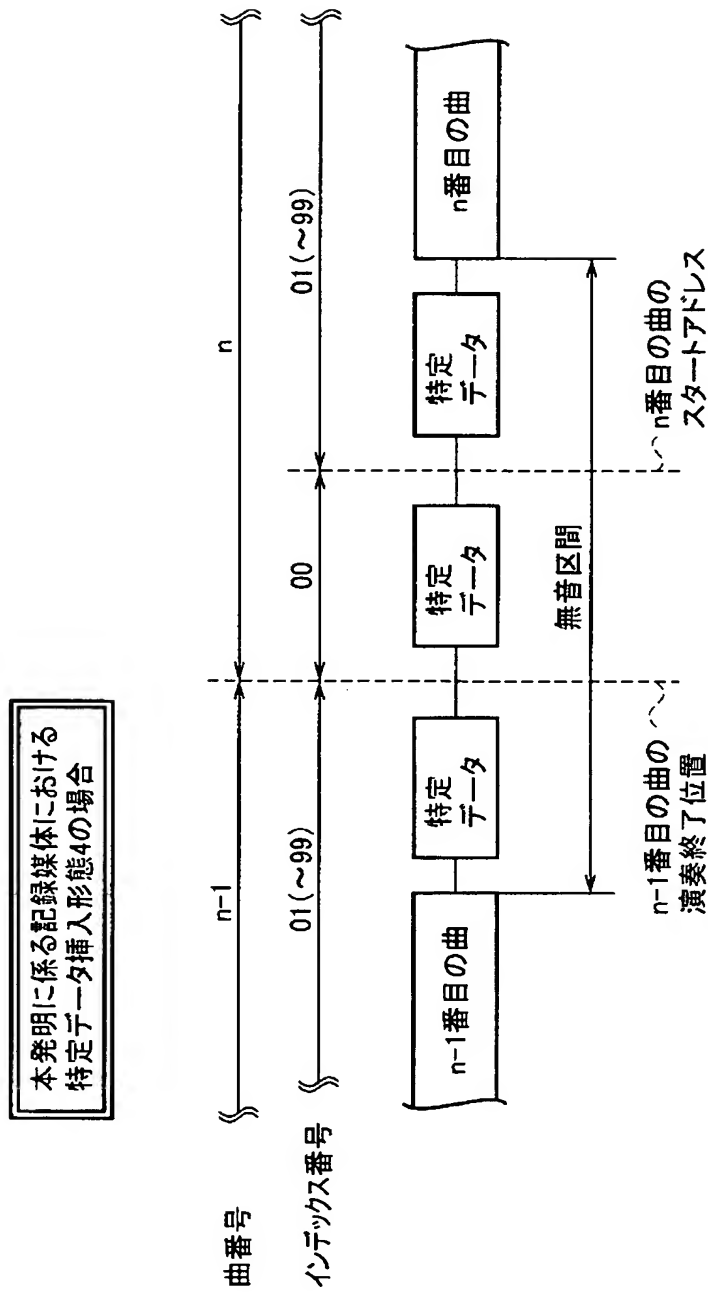 本発明に係る記録媒体における
特定データ挿入形態4の場合
曲番号
n-1
n
インデックス番号
01(～99)
00
01(～99)
n-1番目の曲
特定
データ
特定
データ
特定
データ
n番目の曲
無音区間
n-1番目の曲の
演奏終了位置
n番目の曲の
スタートアドレス